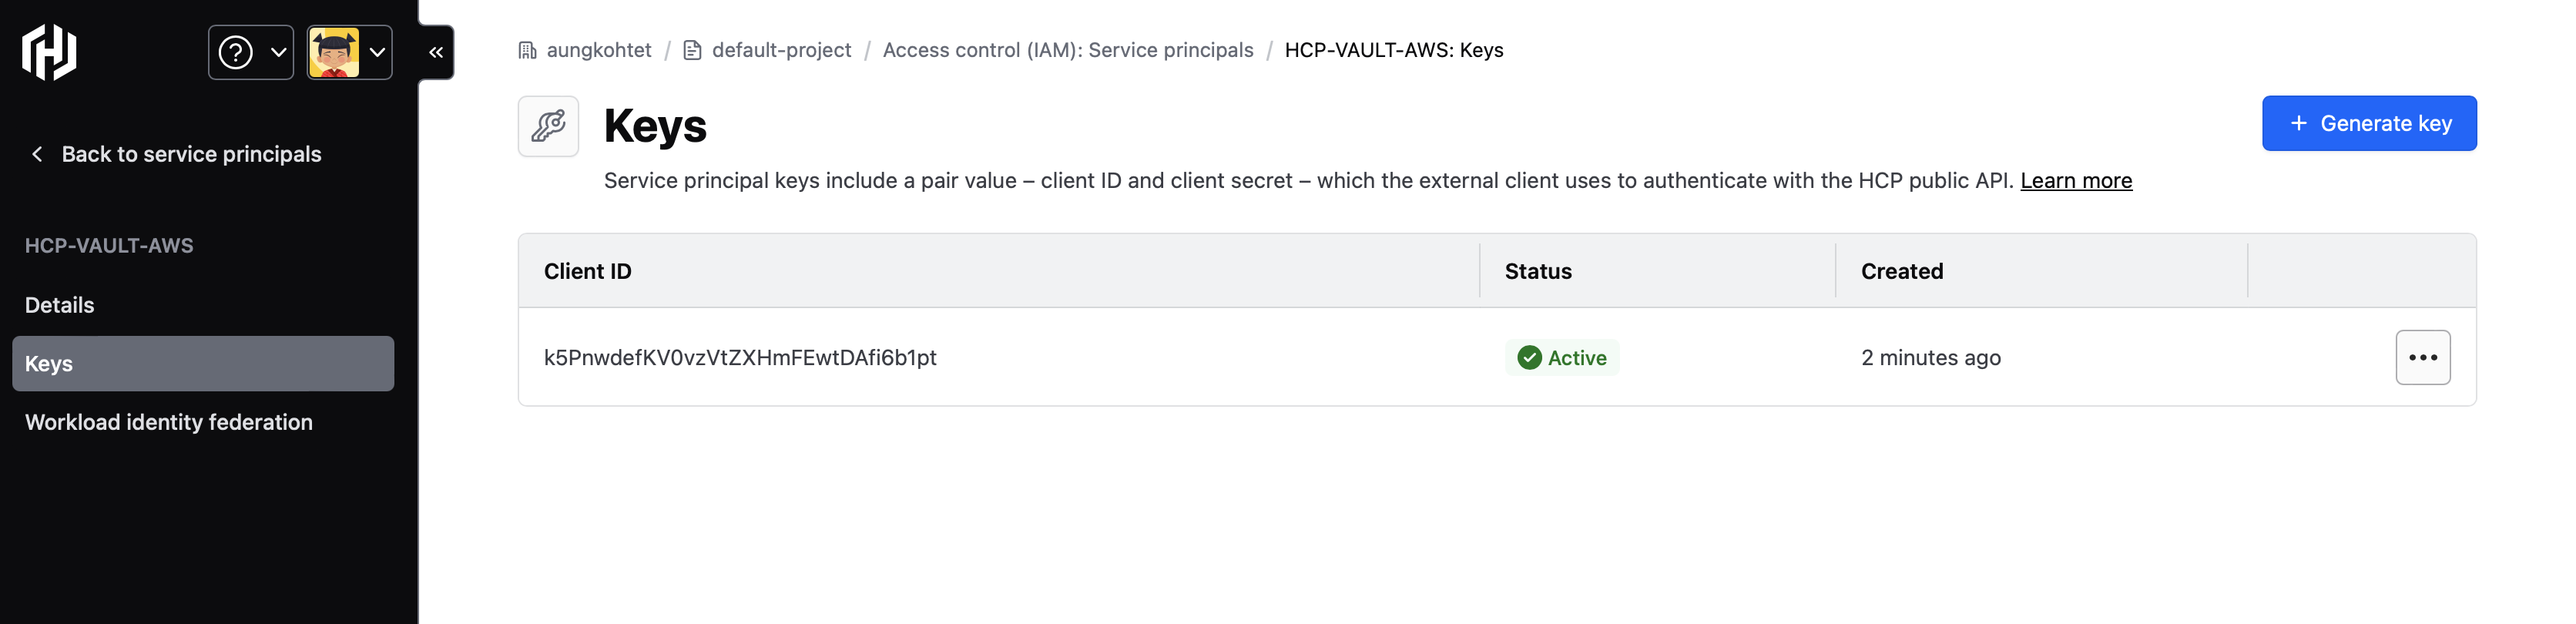 Back to service principals
HCP-VAULT-AWS
Details
Keys
Workload identity federation
aungkohtet / default-project / Access control (IAM): Service principals / HCP-VAULT-AWS: Keys
Keys
+ Generate key
Service principal keys include a pair value – client ID and client secret – which the external client uses to authenticate with the HCP public API. Learn more
Client ID Status Created
k5PnwdefKV0vzVtZXHmFEwtDAfi6b1pt Active 2 minutes ago